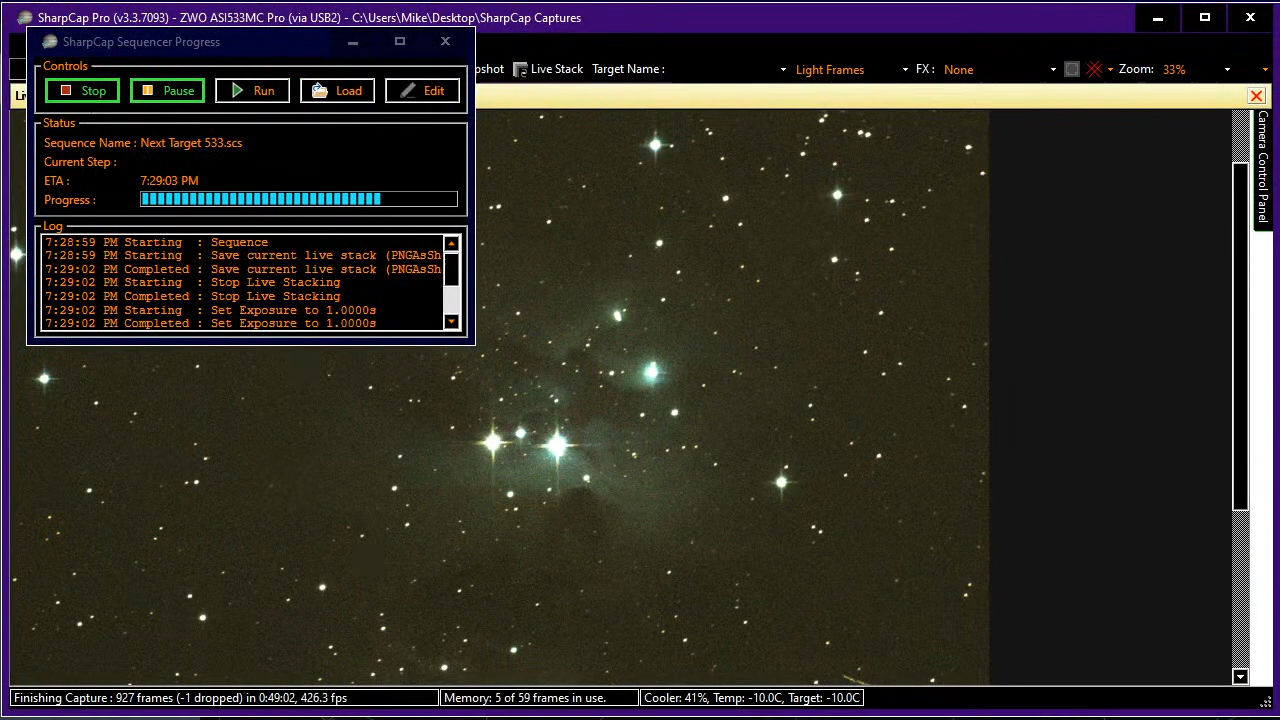 SharpCap Pro (v3.3.7093) - ZWO ASI533MC Pro (via USB2) - C:\Users\Mike\Desktop\SharpCap Captures
SharpCap Sequencer Progress
pshot Live Stack Target Name : Light Frames FX : None Zoom: 33%
Controls
Stop Pause Run Load Edit
Status
Sequence Name : Next Target 533.scs
Current Step :
ETA : 7:29:03 PM
Progress :
Log
7:28:59 PM Starting : Sequence
7:28:59 PM Starting : Save current live stack (PNGAsSh
7:29:02 PM Completed : Save current live stack (PNGAsSh
7:29:02 PM Starting : Stop Live Stacking
7:29:02 PM Completed : Stop Live Stacking
7:29:02 PM Starting : Set Exposure to 1.0000s
7:29:02 PM Completed : Set Exposure to 1.0000s
Camera Control Panel
Finishing Capture : 927 frames (-1 dropped) in 0:49:02, 426.3 fps
Memory: 5 of 59 frames in use.
Cooler: 41%, Temp: -10.0C, Target: -10.0C